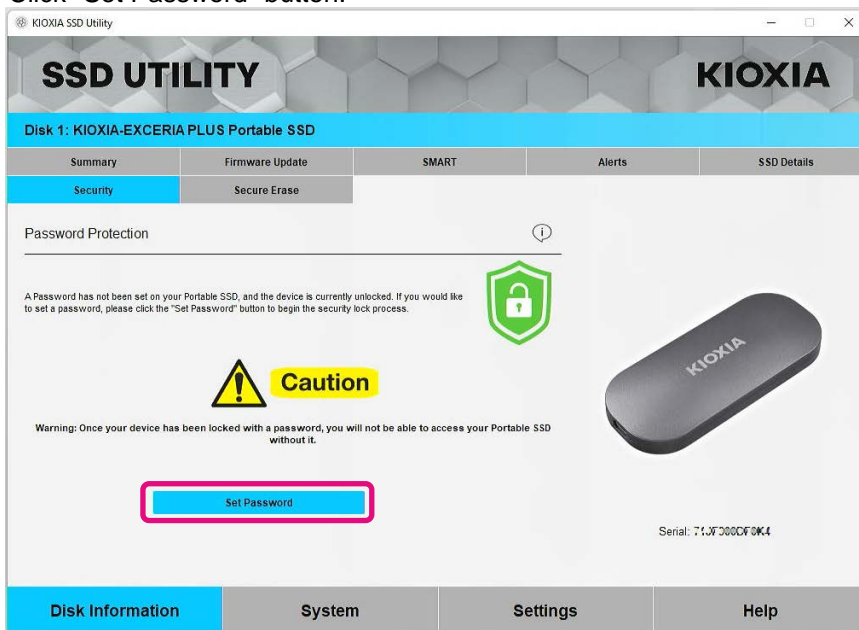 Click "Set Password" button.
KIOXIA SSD Utility
SSD UTILITY
KIOXIA
Disk 1: KIOXIA-EXCERIA PLUS Portable SSD
Summary
Firmware Update
SMART
Alerts
SSD Details
Security
Secure Erase
Password Protection
A Password has not been set on your Portable SSD, and the device is currently unlocked. If you would like
to set a password, please click the "Set Password" button to begin the security lock process.
KIOXIA
Caution
Warning: Once your device has been locked with a password, you will not be able to access your Portable SSD
without it.
Set Password
Serial:
Disk Information
System
Settings
Help